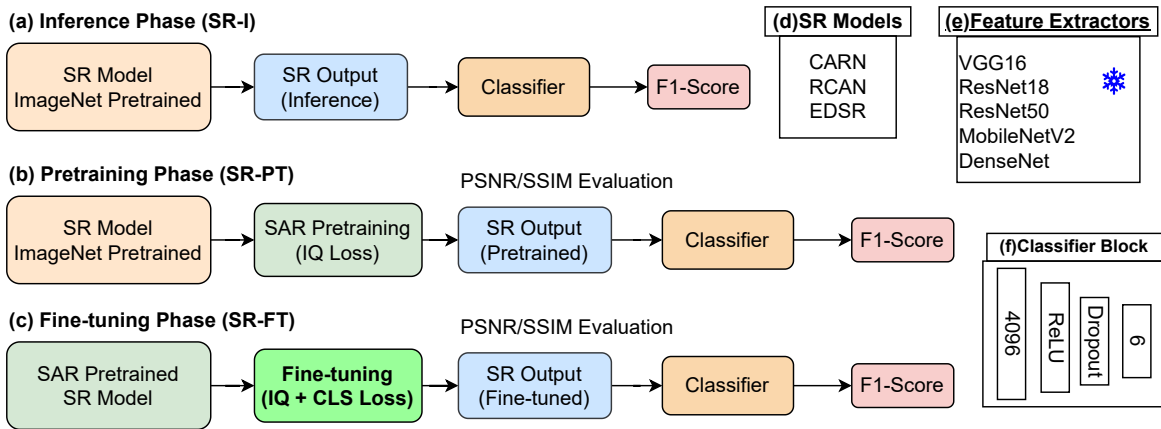 (a) Inference Phase (SR-I)
SR Model
ImageNet Pretrained
SR Output
(Inference)
Classifier
F1-Score
(d)SR Models
CARN
RCAN
EDSR
(e)Feature Extractors
VGG16
ResNet18
ResNet50
MobileNetV2
DenseNet
(b) Pretraining Phase (SR-PT)
PSNR/SSIM Evaluation
SR Model
ImageNet Pretrained
SAR Pretraining
(IQ Loss)
SR Output
(Pretrained)
Classifier
F1-Score
(c) Fine-tuning Phase (SR-FT)
PSNR/SSIM Evaluation
SAR Pretrained
SR Model
Fine-tuning
(IQ + CLS Loss)
SR Output
(Fine-tuned)
Classifier
F1-Score
(f)Classifier Block
4096
ReLU
Dropout
6